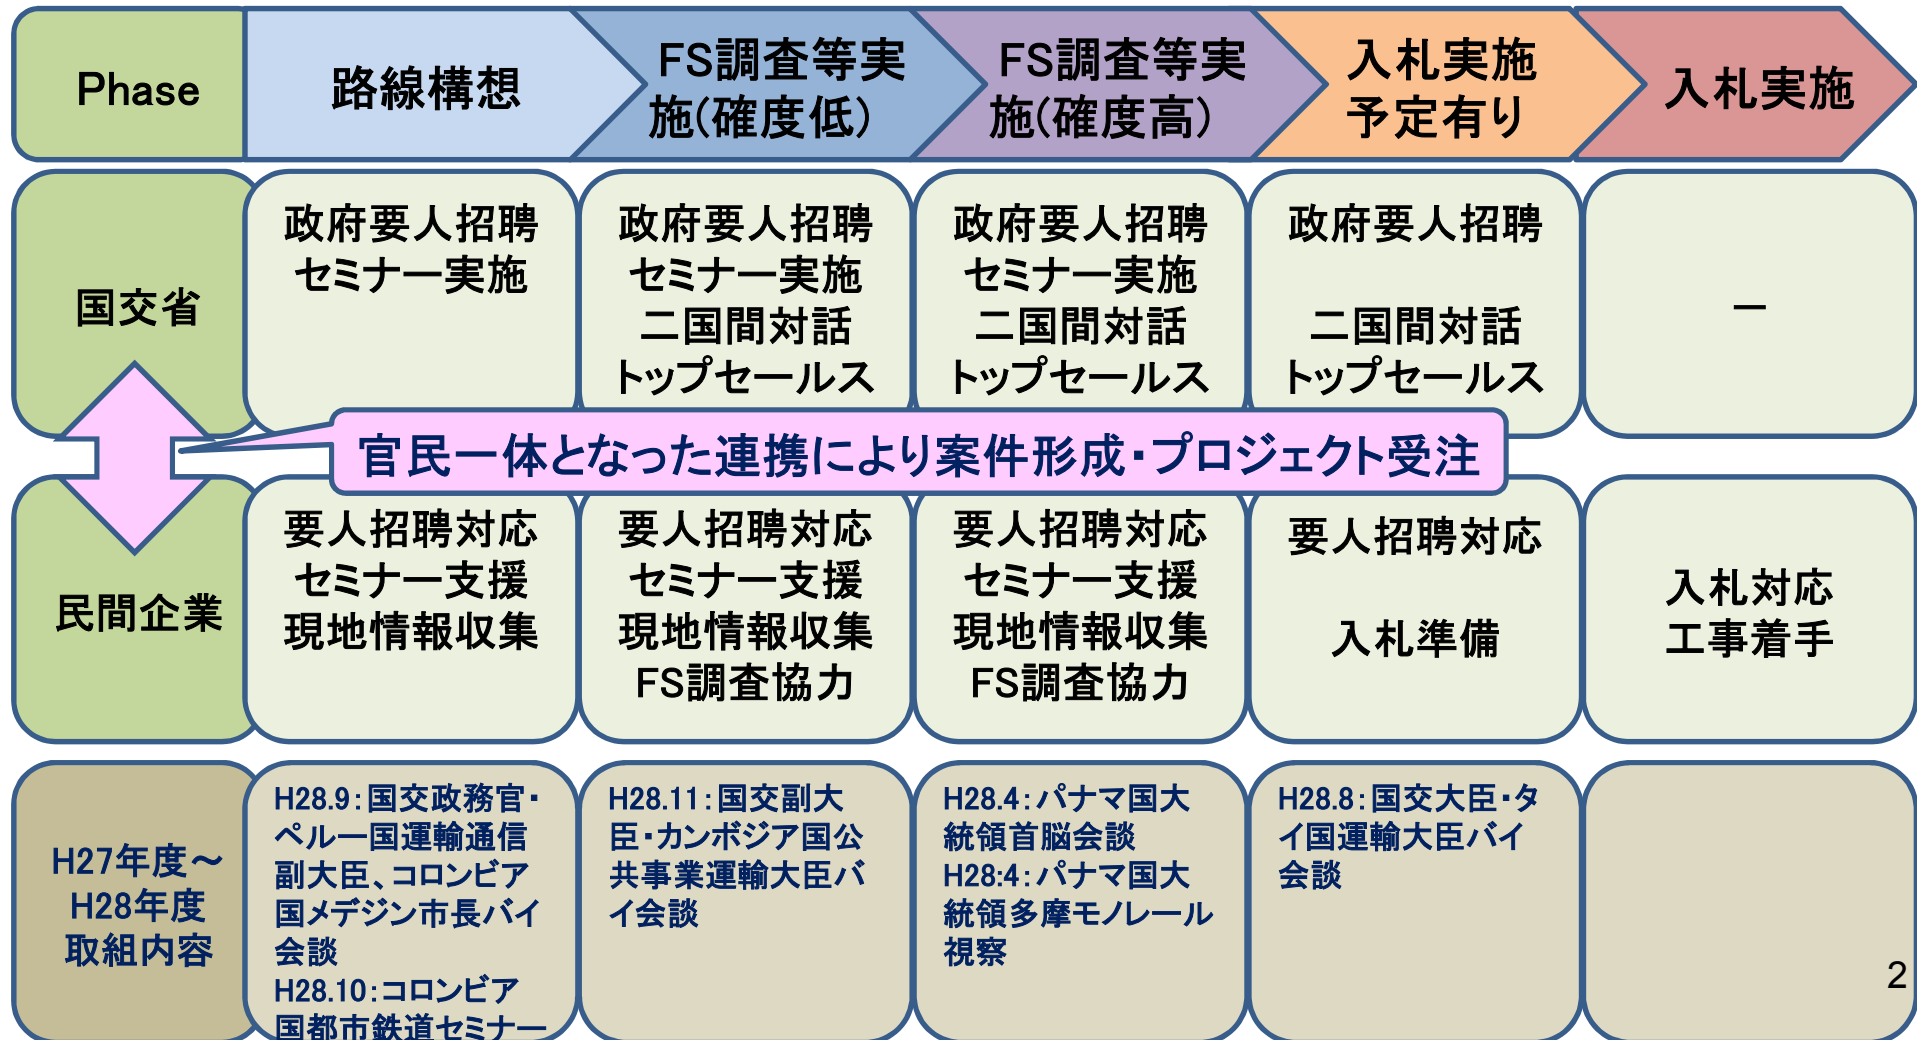 Phase
路線構想
FS調査等実
施(確度低)
FS調査等実
施(確度高)
入札実施
予定有り
入札実施
国交省
政府要人招聘
セミナー実施
政府要人招聘
セミナー実施
二国間対話
トップセールス
政府要人招聘
セミナー実施
二国間対話
トップセールス
政府要人招聘
二国間対話
トップセールス
－
官民一体となった連携により案件形成・プロジェクト受注
民間企業
要人招聘対応
セミナー支援
現地情報収集
要人招聘対応
セミナー支援
現地情報収集
FS調査協力
要人招聘対応
セミナー支援
現地情報収集
FS調査協力
要人招聘対応
入札準備
入札対応
工事着手
H27年度～
H28年度
取組内容
H28.9：国交政務官・
ペルー国運輸通信
副大臣、コロンビア
国メデジン市長バイ
会談
H28.10：コロンビア
国都市鉄道セミナー
H28.11：国交副大
臣・カンボジア国公
共事業運輸大臣バ
イ会談
H28.4：パナマ国大
統領首脳会談
H28.4：パナマ国大
統領多摩モノレール
視察
H28.8：国交大臣・タ
イ国運輸大臣バイ
会談
2